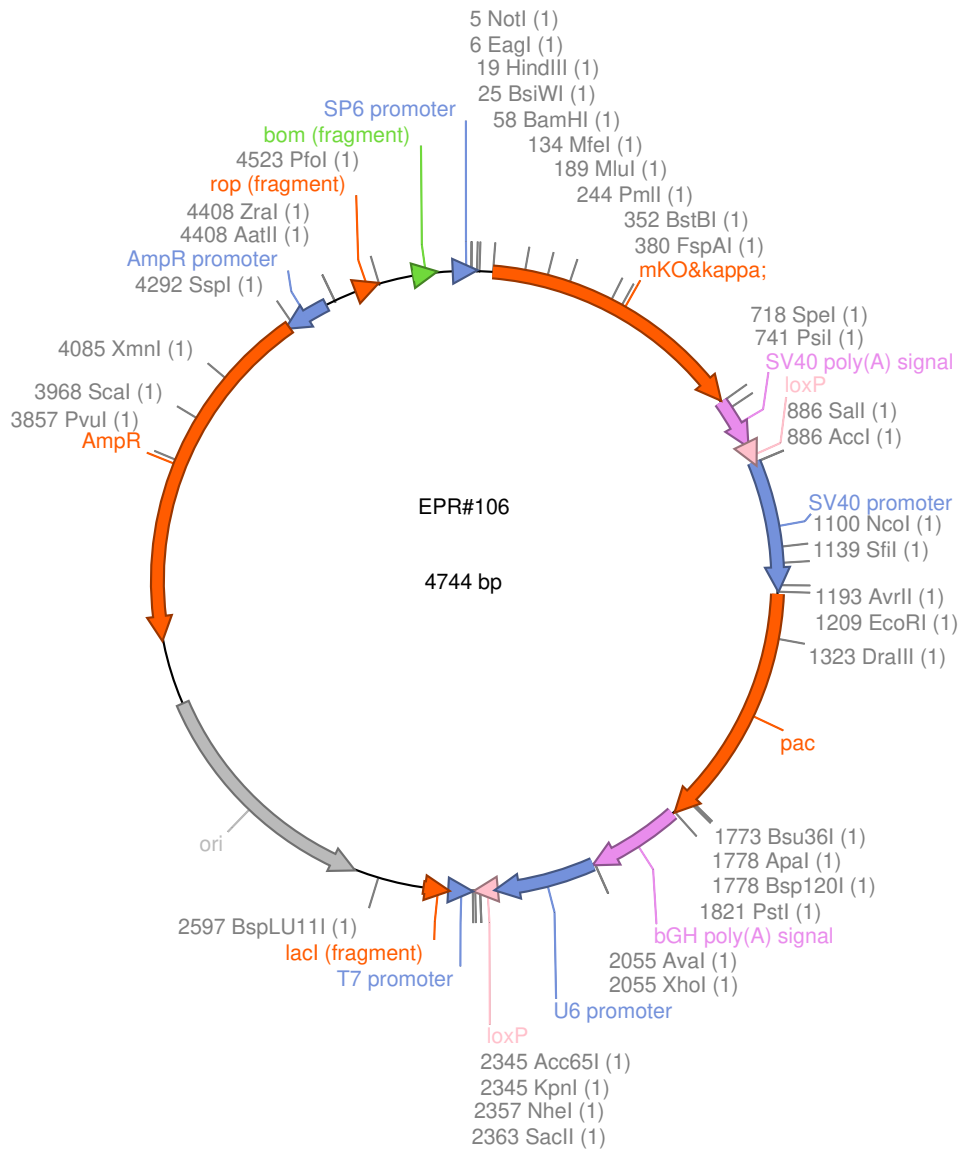 5 NotI (1)
6 EagI (1)
19 HindIII (1)
25 BsiWI (1)
58 BamHI (1)
134 MfeI (1)
189 MluI (1)
244 PmlI (1)
352 BstBI (1)
380 FspAI (1)
mKO&kappa;
718 SpeI (1)
741 PsiI (1)
SV40 poly(A) signal
loxP
886 SalI (1)
886 AccI (1)
SV40 promoter
1100 NcoI (1)
1139 SfiI (1)
1193 AvrII (1)
1209 EcoRI (1)
1323 DraIII (1)
pac
1773 Bsu36I (1)
1778 ApaI (1)
1778 Bsp120I (1)
1821 PstI (1)
bGH poly(A) signal
2055 AvaI (1)
2055 XhoI (1)
U6 promoter
loxP
2345 Acc65I (1)
2345 KpnI (1)
2357 NheI (1)
2363 SacII (1)
T7 promoter
lacI (fragment)
2597 BspLU11I (1)
ori
AmpR
3857 PvuI (1)
3968 ScaI (1)
4085 XmnI (1)
4292 SspI (1)
AmpR promoter
4408 AatII (1)
4408 ZraI (1)
rop (fragment)
4523 PfoI (1)
bom (fragment)
SP6 promoter
EPR#106
4744 bp